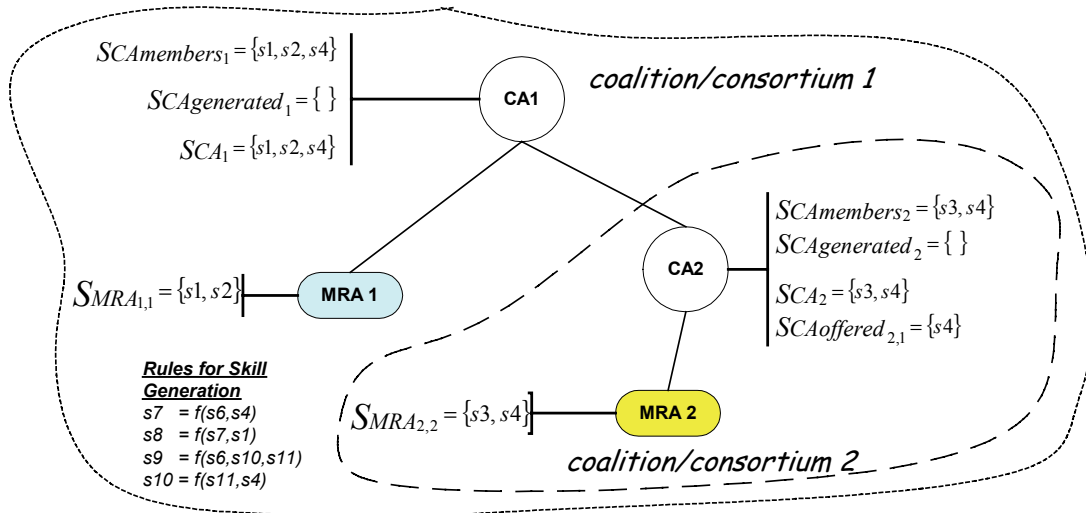 SCAmembers₁ = {s1, s2, s4}
coalition/consortium 1
CA1
SCAgenerated₁ = { }
SCA₁ = {s1, s2, s4}
SCAmembers₂ = {s3, s4}
SCAgenerated₂ = { }
CA2
SCA₂ = {s3, s4}
SCAoffered₂,₁ = {s4}
SMRA₁,₁ = {s1, s2}
MRA 1
Rules for Skill
Generation
s7 = f(s6,s4)
s8 = f(s7,s1)
s9 = f(s6,s10,s11)
s10 = f(s11,s4)
SMRA₂,₂ = {s3, s4}
MRA 2
coalition/consortium 2